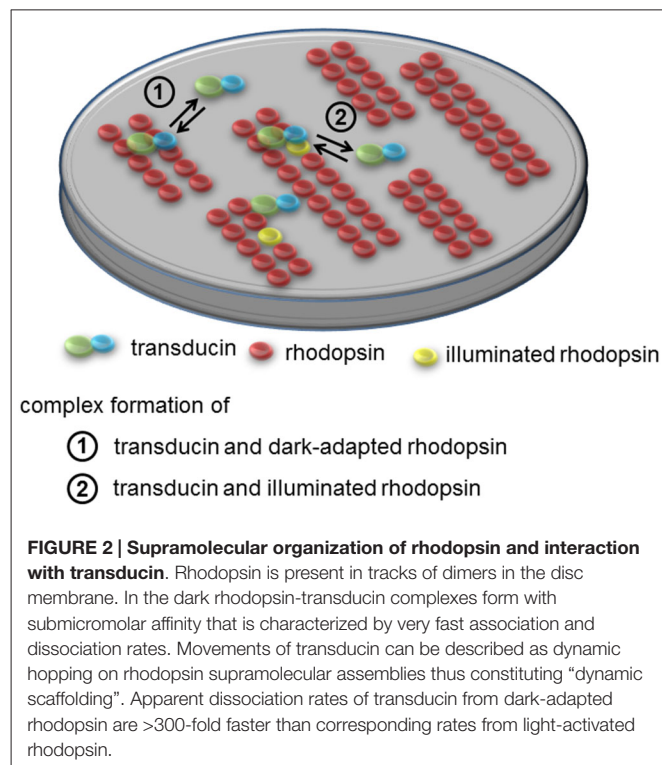 1
2
transducin rhodopsin illuminated rhodopsin
complex formation of
1 transducin and dark-adapted rhodopsin
2 transducin and illuminated rhodopsin
FIGURE 2 | Supramolecular organization of rhodopsin and interaction
with transducin. Rhodopsin is present in tracks of dimers in the disc
membrane. In the dark rhodopsin-transducin complexes form with
submicromolar affinity that is characterized by very fast association and
dissociation rates. Movements of transducin can be described as dynamic
hopping on rhodopsin supramolecular assemblies thus constituting “dynamic
scaffolding”. Apparent dissociation rates of transducin from dark-adapted
rhodopsin are >300-fold faster than corresponding rates from light-activated
rhodopsin.